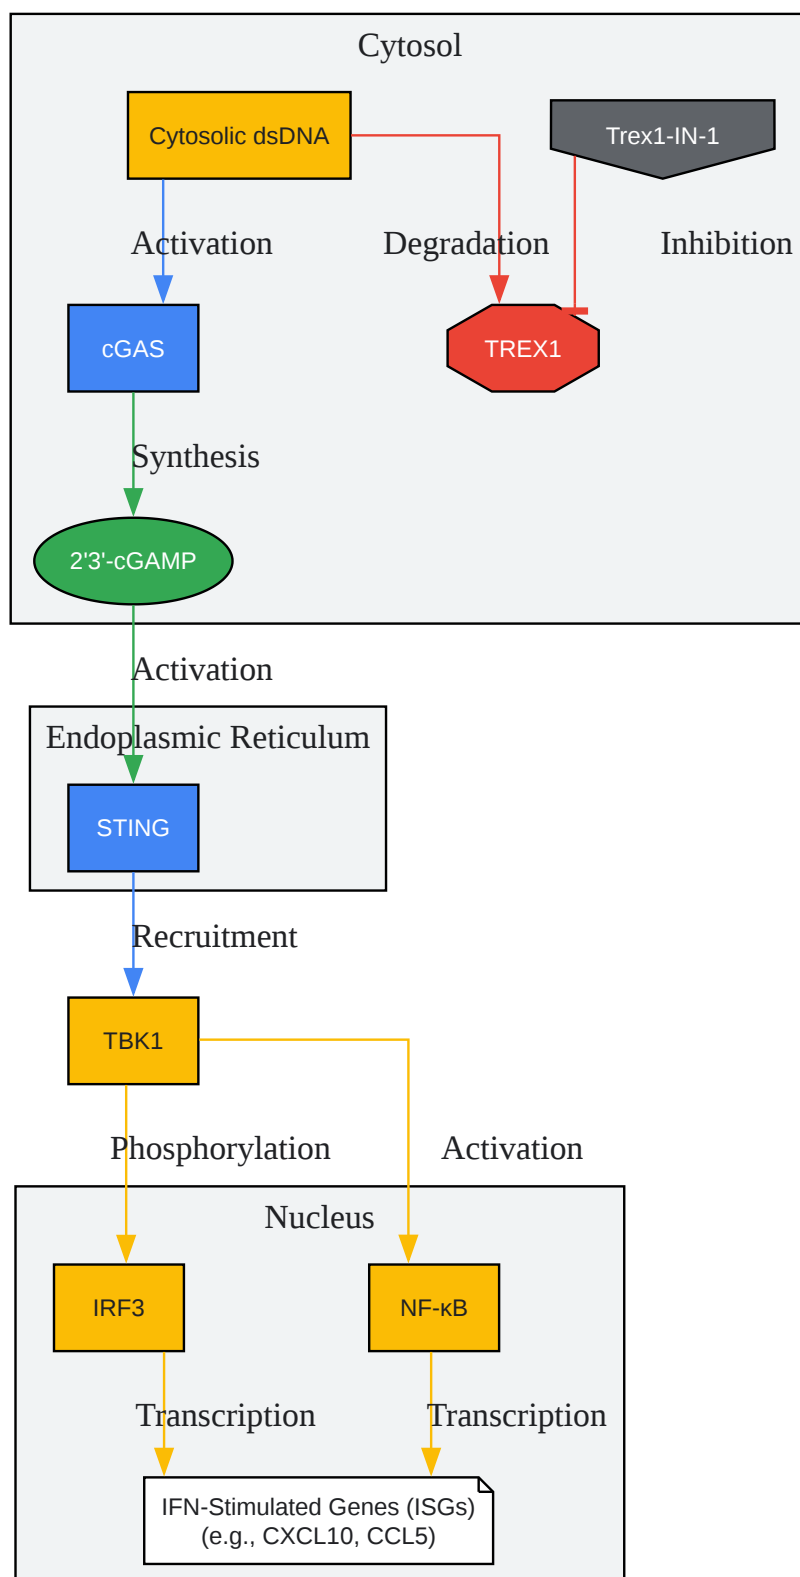 Cytosol
Cytosolic dsDNA
Trex1-IN-1
Activation
Degradation
Inhibition
cGAS
TREX1
Synthesis
2'3'-cGAMP
Activation
Endoplasmic Reticulum
STING
Recruitment
TBK1
Phosphorylation
Activation
Nucleus
IRF3
NF-κB
Transcription
Transcription
IFN-Stimulated Genes (ISGs)
(e.g., CXCL10, CCL5)